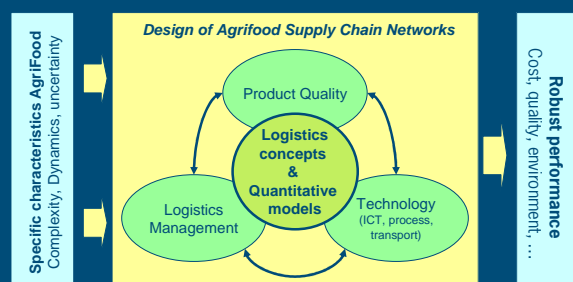 Design of Agrifood Supply Chain Networks
Specific characteristics AgriFood
Complexity, Dynamics, uncertainty
Product Quality
Logistics
concepts
&
Quantitative
models
Logistics
Management
Technology
(ICT, process,
transport)
Robust performance
Cost, quality, environment, ...